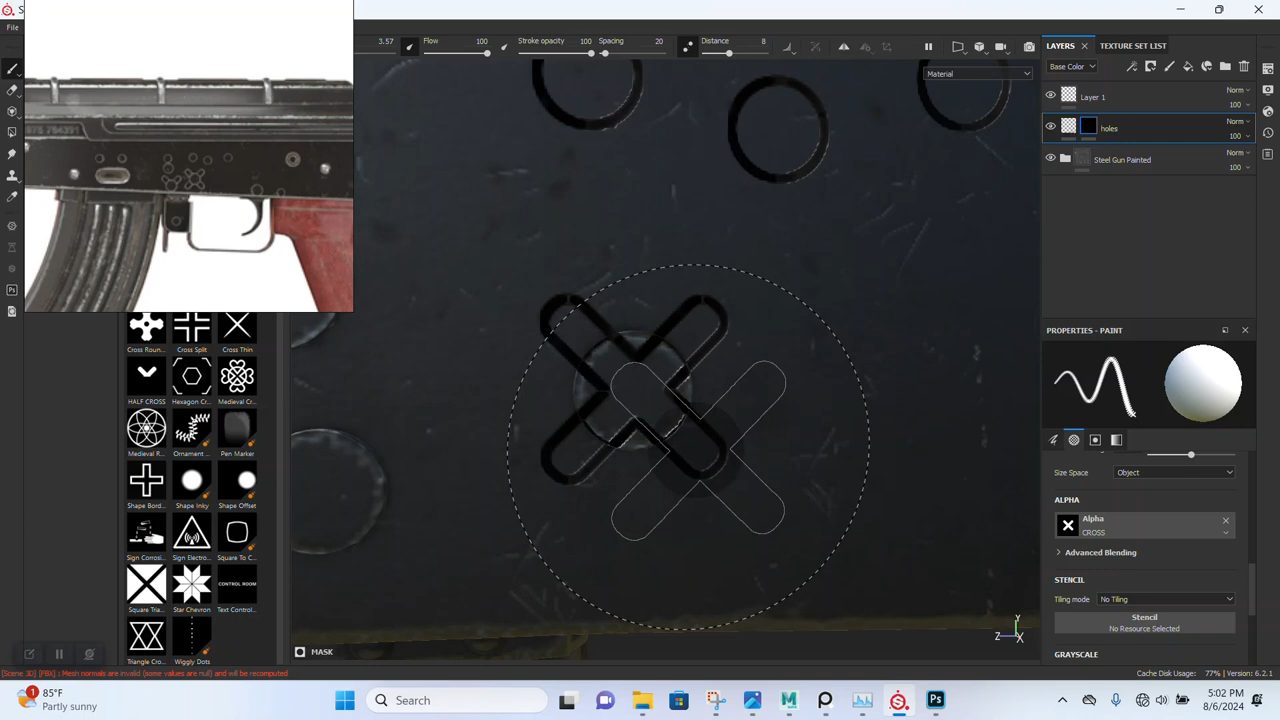 S
File
3.57
Flow
100
Stroke opacity
100
Spacing
20
Distance
8
Material
LAYERS
TEXTURE SET LIST
Base Color
Layer 1
Norm
100
holes
Norm
100
Steel Gun Painted
Norm
100
PROPERTIES - PAINT
Size Space
Object
ALPHA
Alpha
CROSS
Advanced Blending
STENCIL
Tiling mode
No Tiling
Stencil
No Resource Selected
GRAYSCALE
Cross Roun...
Cross Split
Cross Thin
HALF CROSS
Hexagon Cr...
Medieval Cr...
Medieval R...
Ornament ...
Pen Marker
Shape Bord...
Shape Inky
Shape Offset
Sign Corrosi...
Sign Electro...
Square To C...
CONTROL ROOM
Square Tria...
Star Chevron
Text Control...
Triangle Cro...
Wiggly Dots
MASK
Y
Z
X
[Scene 3D] [FBX] : Mesh normals are invalid (some values are null) and will be recomputed
Cache Disk Usage: 77% | Version: 6.2.1
1
85°F
Partly sunny
Search
Ps
5:02 PM
8/6/2024